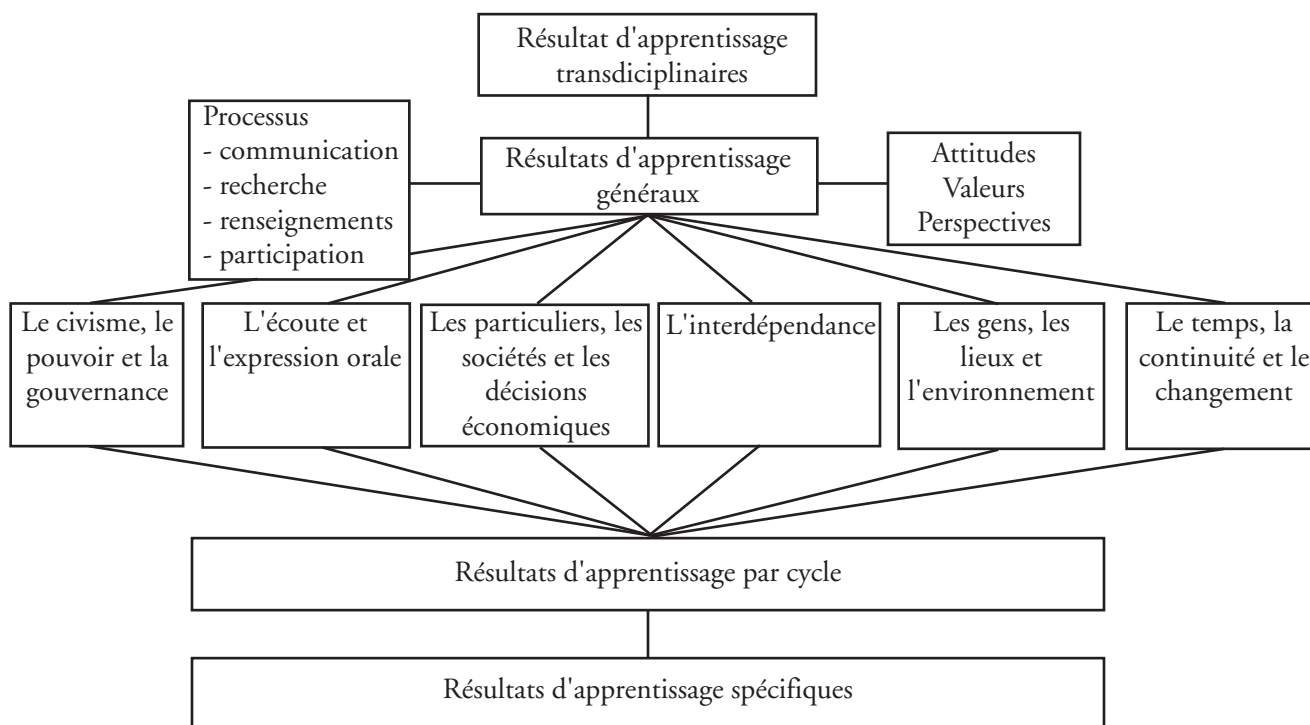 Résultat d'apprentissage
transdiciplinaires
Processus
- communication
- recherche
- renseignements
- participation
Résultats d'apprentissage
généraux
Attitudes
Valeurs
Perspectives
Le civisme, le
pouvoir et la
gouvernance
L'écoute et
l'expression orale
Les particuliers, les
sociétés et les
décisions
économiques
L'interdépendance
Les gens, les
lieux et
l'environnement
Le temps, la
continuité et le
changement
Résultats d'apprentissage par cycle
Résultats d'apprentissage spécifiques